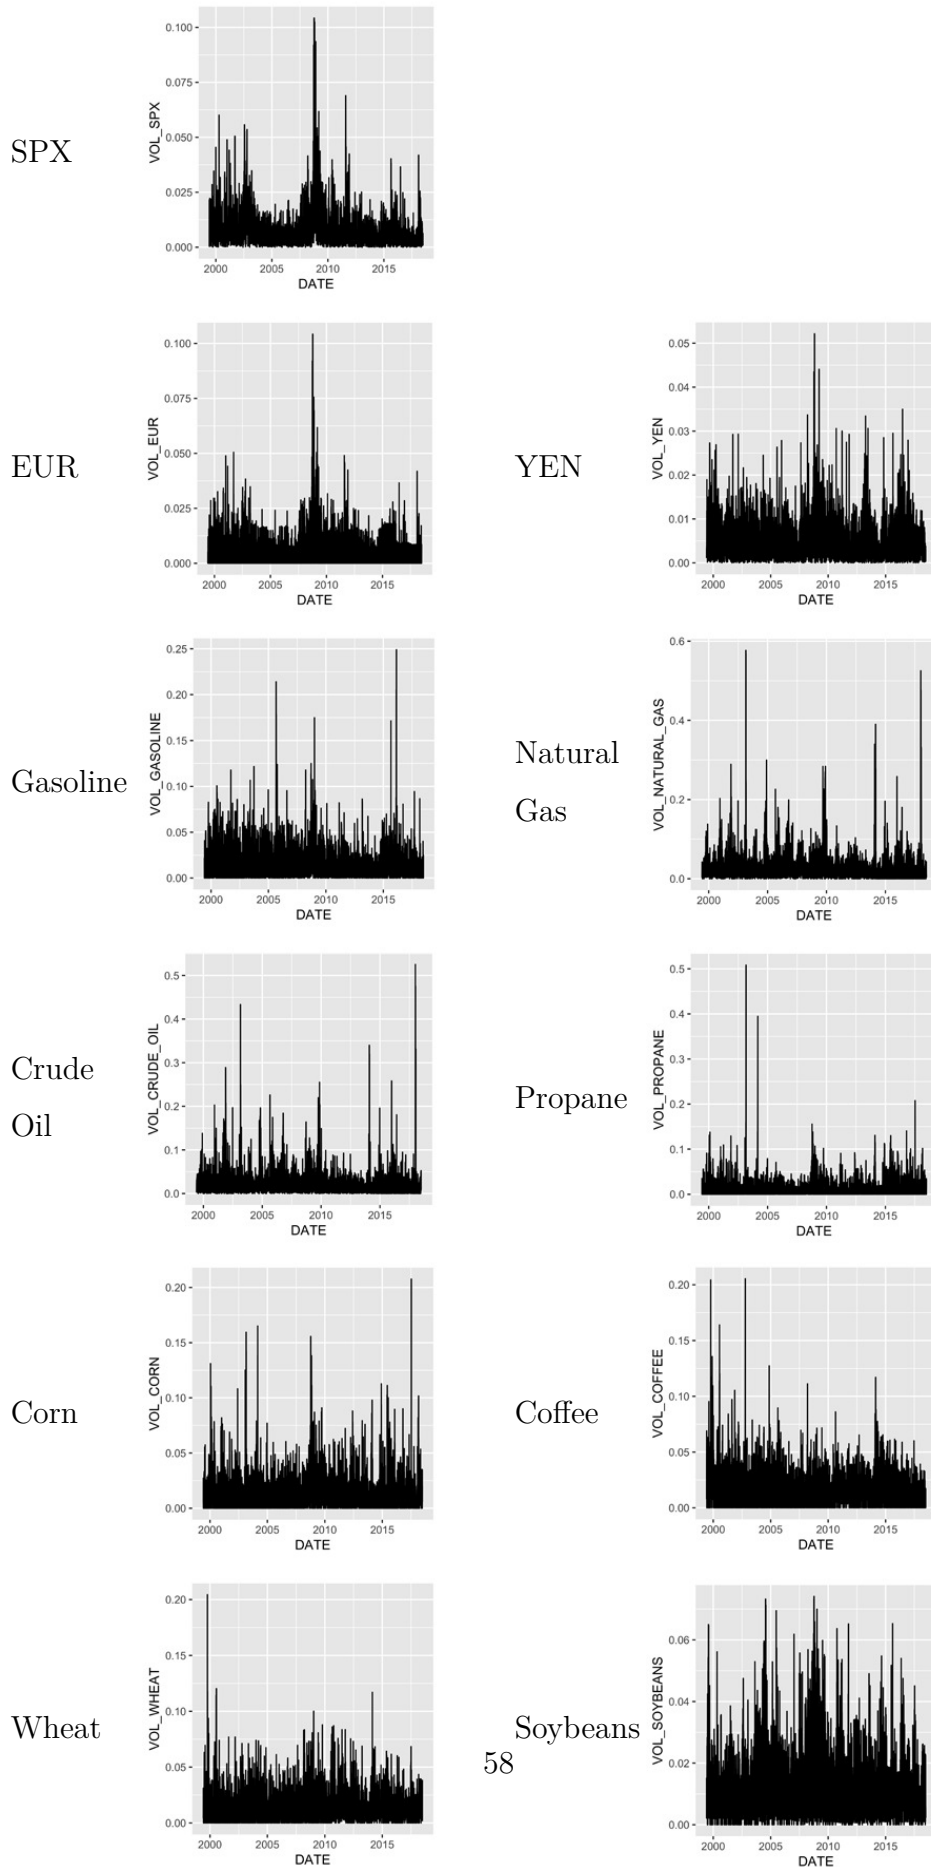 SPX
VOL_SPX
0.100
0.075
0.050
0.025
0.000
2000 2005 2010 2015
DATE
EUR
VOL_EUR
0.100
0.075
0.050
0.025
0.000
2000 2005 2010 2015
DATE
YEN
VOL_YEN
0.05
0.04
0.03
0.02
0.01
0.00
2000 2005 2010 2015
DATE
Gasoline
VOL_GASOLINE
0.25
0.20
0.15
0.10
0.05
0.00
2000 2005 2010 2015
DATE
Natural
Gas
VOL_NATURAL_GAS
0.6
0.4
0.2
0.0
2000 2005 2010 2015
DATE
Crude
Oil
VOL_CRUDE_OIL
0.5
0.4
0.3
0.2
0.1
0.0
2000 2005 2010 2015
DATE
Propane
VOL_PROPANE
0.5
0.4
0.3
0.2
0.1
0.0
2000 2005 2010 2015
DATE
Corn
VOL_CORN
0.20
0.15
0.10
0.05
0.00
2000 2005 2010 2015
DATE
Coffee
VOL_COFFEE
0.20
0.15
0.10
0.05
0.00
2000 2005 2010 2015
DATE
Wheat
VOL_WHEAT
0.20
0.15
0.10
0.05
0.00
2000 2005 2010 2015
DATE
Soybeans
VOL_SOYBEANS
0.06
0.04
0.02
0.00
2000 2005 2010 2015
DATE
58